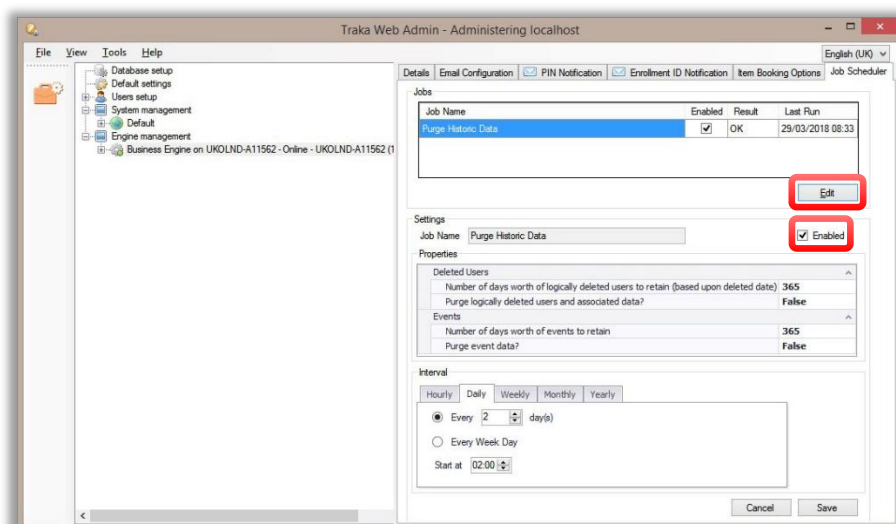 Traka Web Admin - Administering localhost
File View Tools Help
English (UK)
Database setup
Default settings
Users setup
System management
Default
Engine management
Business Engine on UKOLND-A11562 - Online - UKOLND-A11562 (1
Details Email Configuration PIN Notification Enrollment ID Notification Item Booking Options Job Scheduler
Jobs
Job Name Enabled Result Last Run
Purge Historic Data OK 29/03/2018 08:33
Edit
Settings
Job Name Purge Historic Data Enabled
Properties
Deleted Users
Number of days worth of logically deleted users to retain (based upon deleted date) 365
Purge logically deleted users and associated data? False
Events
Number of days worth of events to retain 365
Purge event data? False
Interval
Hourly Daily Weekly Monthly Yearly
Every 2 day(s)
Every Week Day
Start at 02:00
Cancel Save